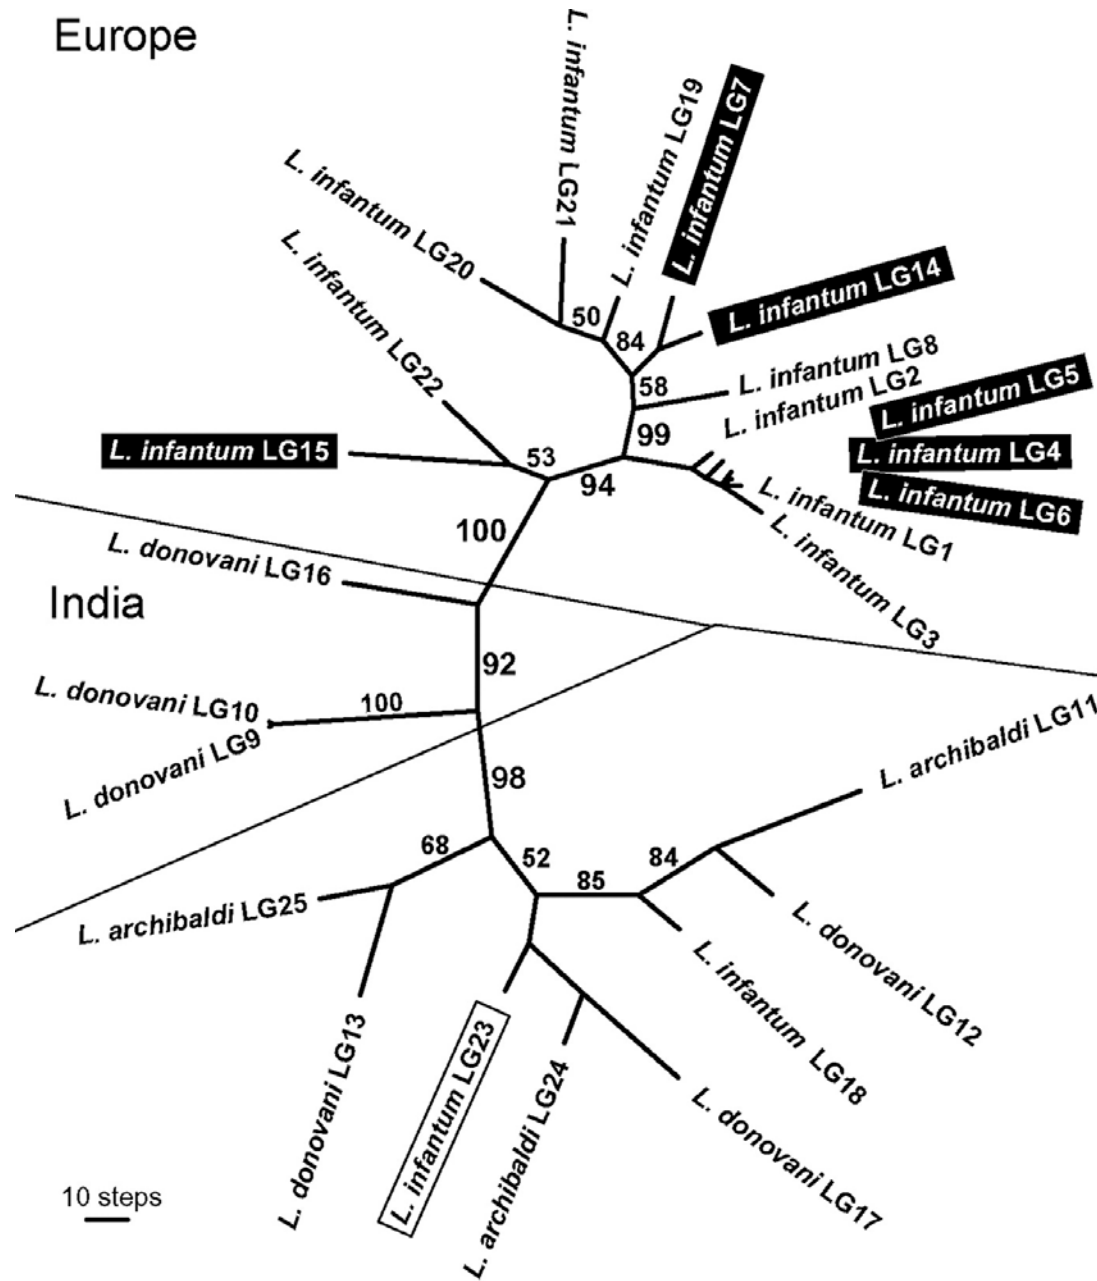 Europe
L. infantum LG21
L. infantum LG19
L. infantum LG7
L. infantum LG20
L. infantum LG14
L. infantum LG22
50
84
58
L. infantum LG8
L. infantum LG2
L. infantum LG5
99
L. infantum LG15
53
94
L. infantum LG4
L. infantum LG6
L. infantum LG1
L. infantum LG3
100
L. donovani LG16
India
92
L. donovani LG10
100
L. donovani LG9
98
L. archibaldi LG11
68
52
85
84
L. archibaldi LG25
L. donovani LG12
L. infantum LG18
L. donovani LG13
L. infantum LG23
L. archibaldi LG24
L. donovani LG17
10 steps